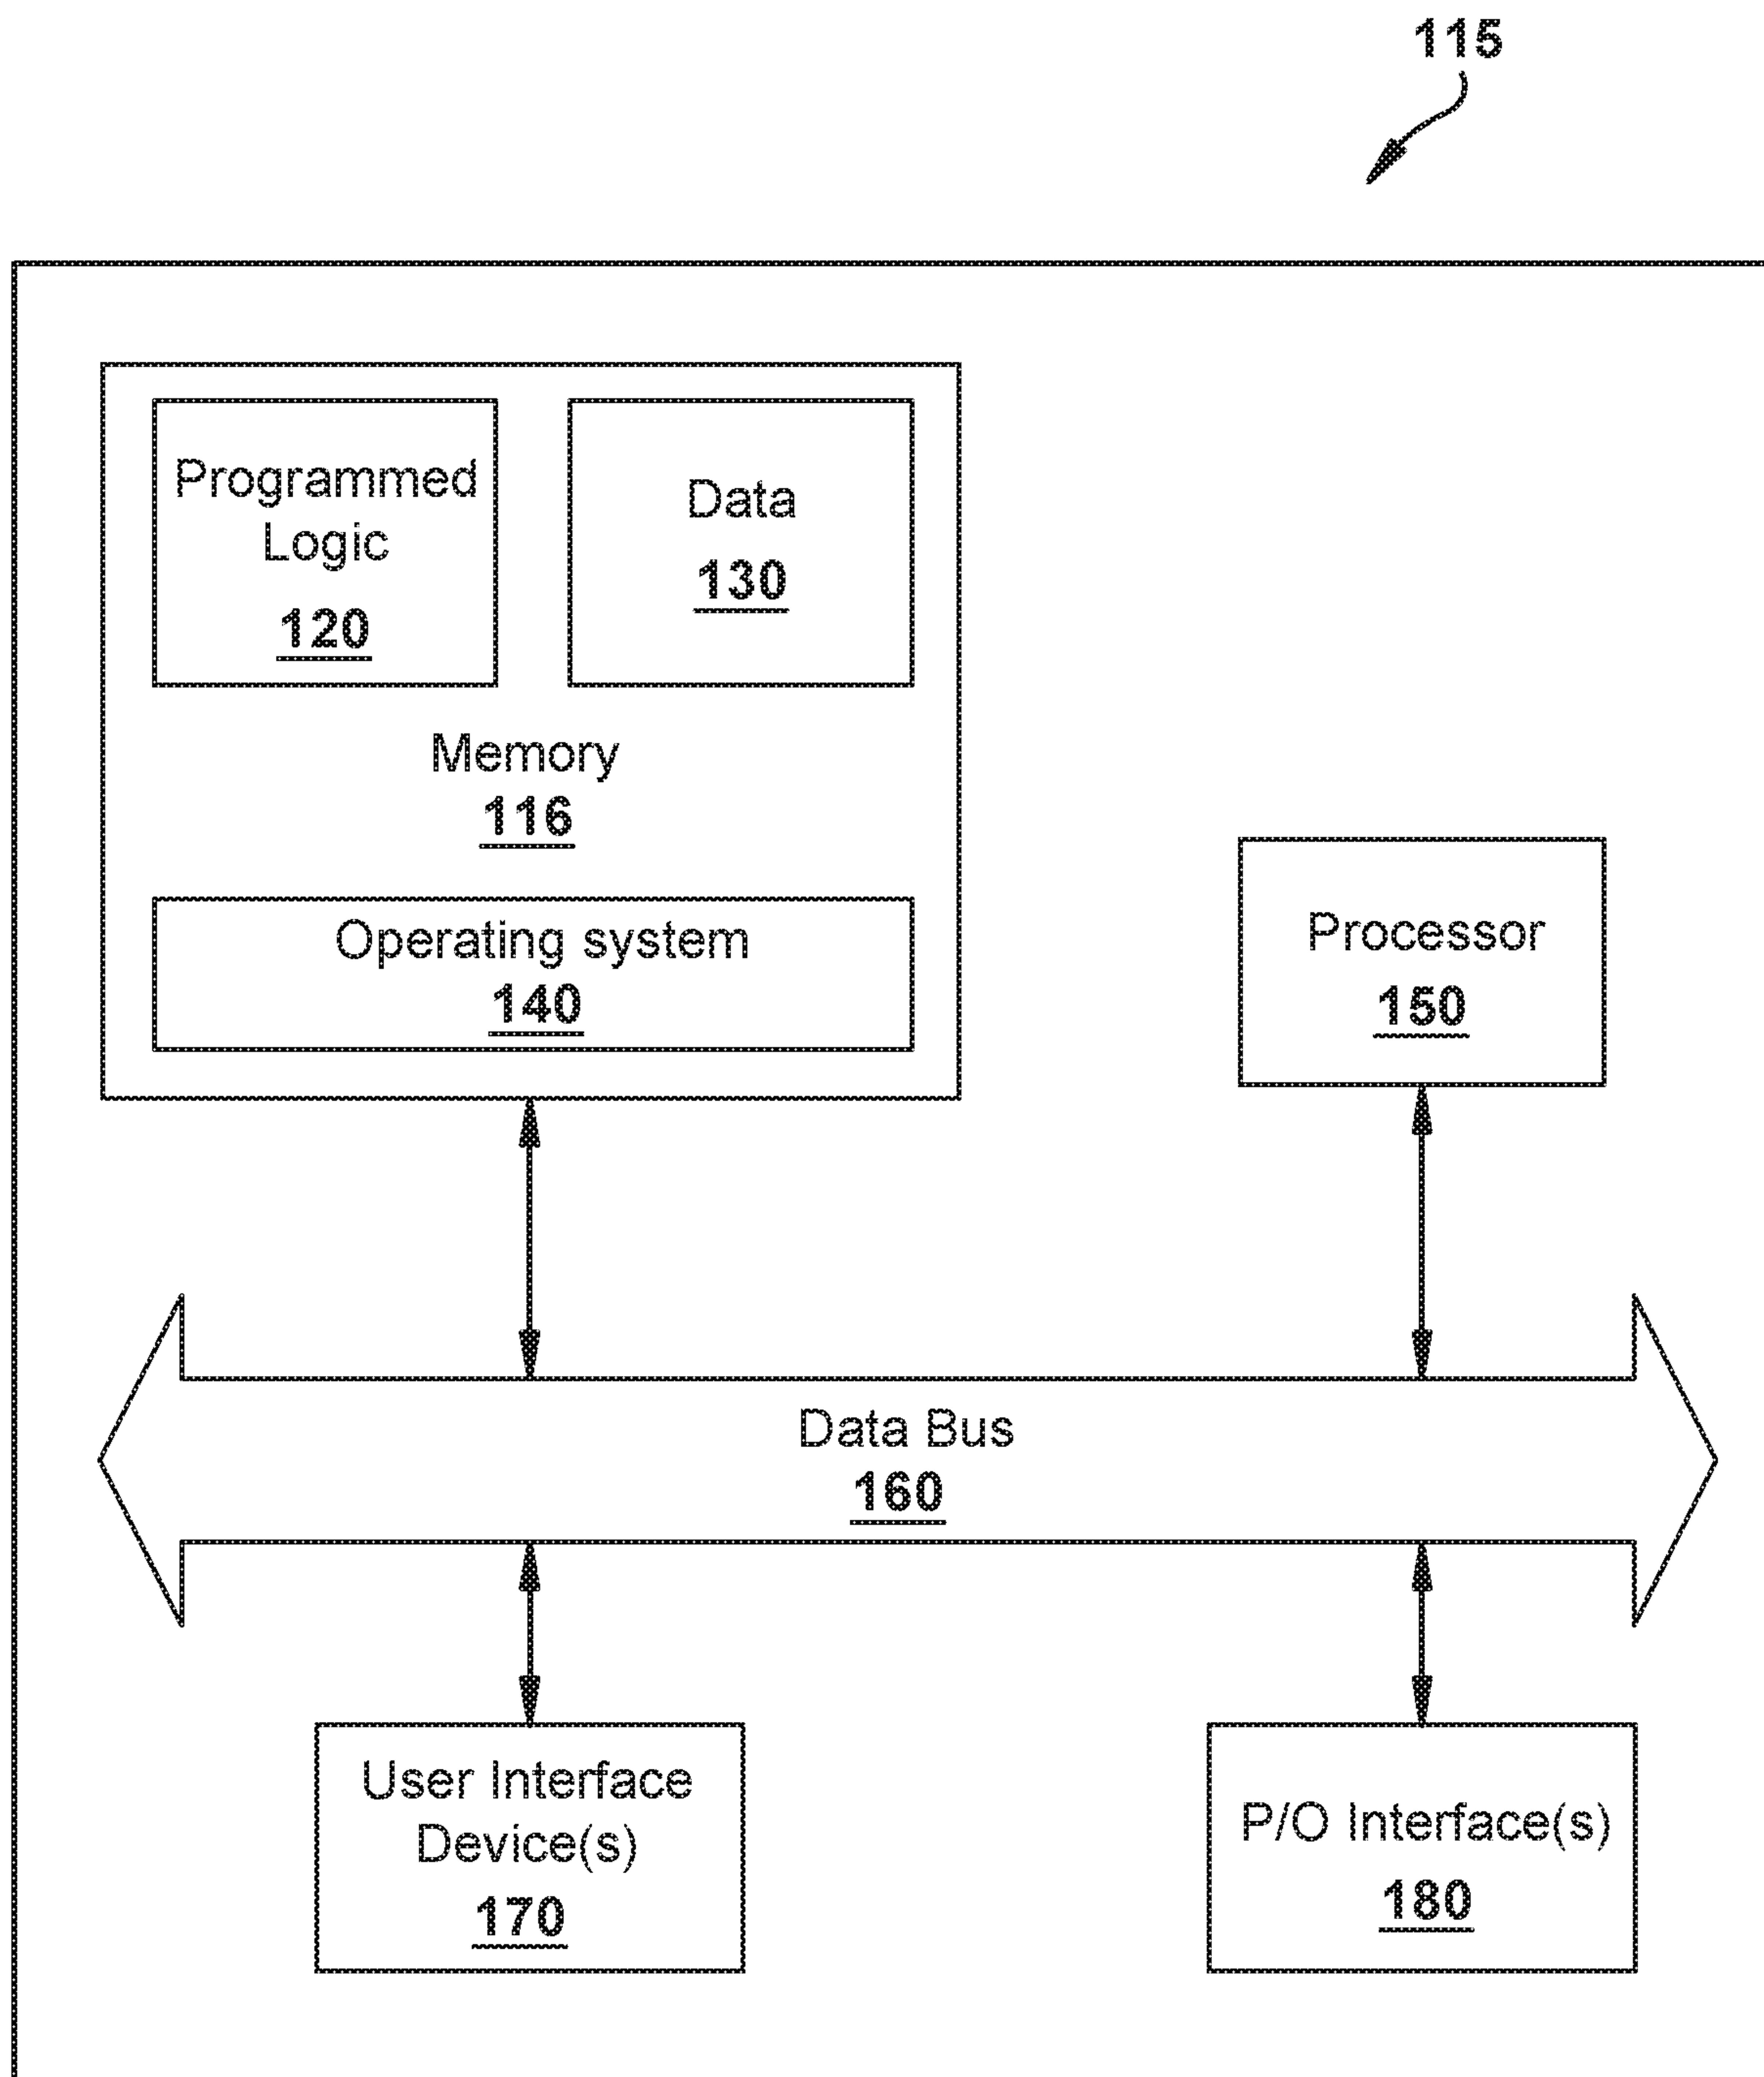 115
Programmed
Logic
120
Data
130
Memory
116
Operating system
140
Processor
150
Data Bus
160
User Interface
Device(s)
170
P/O Interface(s)
180